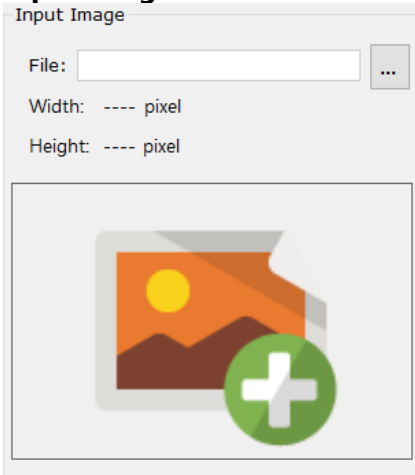 Input Image
File:
...
Width: ---- pixel
Height: ---- pixel